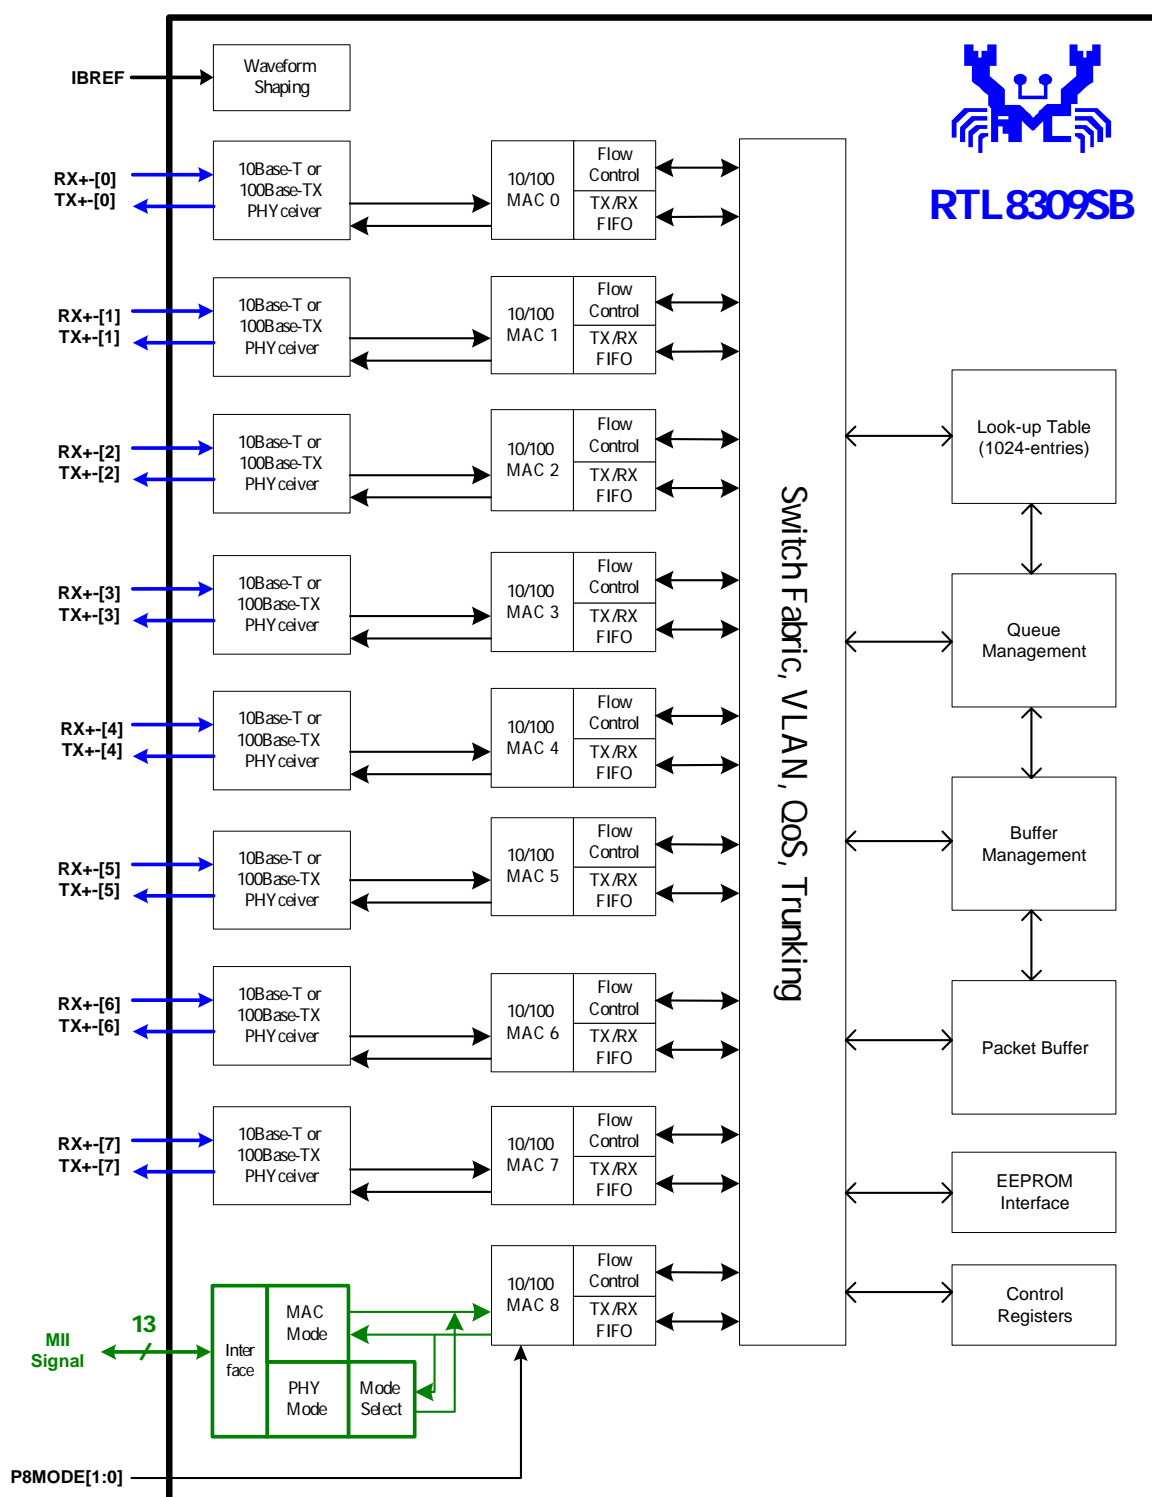 IBREF
Waveform
Shaping
RMC
RTL8309SB
RX+-[0]
TX+-[0]
10Base-T or
100Base-TX
PHYceiver
10/100
MAC 0
Flow
Control
TX/RX
FIFO
RX+-[1]
TX+-[1]
10Base-T or
100Base-TX
PHYceiver
10/100
MAC 1
Flow
Control
TX/RX
FIFO
RX+-[2]
TX+-[2]
10Base-T or
100Base-TX
PHYceiver
10/100
MAC 2
Flow
Control
TX/RX
FIFO
RX+-[3]
TX+-[3]
10Base-T or
100Base-TX
PHYceiver
10/100
MAC 3
Flow
Control
TX/RX
FIFO
RX+-[4]
TX+-[4]
10Base-T or
100Base-TX
PHYceiver
10/100
MAC 4
Flow
Control
TX/RX
FIFO
RX+-[5]
TX+-[5]
10Base-T or
100Base-TX
PHYceiver
10/100
MAC 5
Flow
Control
TX/RX
FIFO
RX+-[6]
TX+-[6]
10Base-T or
100Base-TX
PHYceiver
10/100
MAC 6
Flow
Control
TX/RX
FIFO
RX+-[7]
TX+-[7]
10Base-T or
100Base-TX
PHYceiver
10/100
MAC 7
Flow
Control
TX/RX
FIFO
MII
Signal
13
Inter
face
MAC
Mode
PHY
Mode
Mode
Select
10/100
MAC 8
Flow
Control
TX/RX
FIFO
P8MODE[1:0]
Switch Fabric, VLAN, QoS, Trunking
Look-up Table
(1024-entries)
Queue
Management
Buffer
Management
Packet Buffer
EEPROM
Interface
Control
Registers